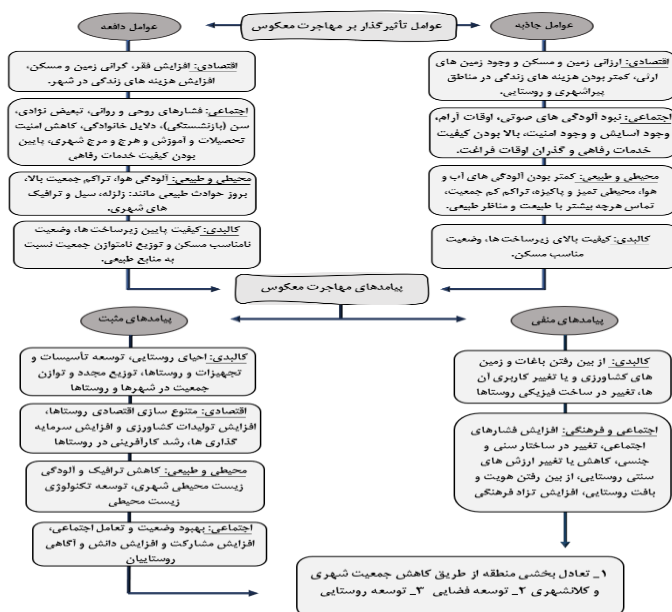 عوامل تأثیرگذار بر مهاجرت معکوس
عوامل جاذبه
اقتصادی: ارزانی زمین و مسکن و وجود زمین های
ارثی، کمتر بودن هزینه های زندگی در مناطق
پیراشهری و روستایی.
اجتماعی: نبود آلودگی های صوتی، اوقات آرام،
وجود آسایش و وجود امنیت، بالا بودن کیفیت
خدمات رفاهی و گذران اوقات فراغت.
محیطی و طبیعی: کمتر بودن آلودگی های آب و
هوا، محیطی تمیز و پاکیزه، تراکم کم جمعیت،
تماس هرچه بیشتر با طبیعت و مناظر طبیعی.
کالبدی: کیفیت بالای زیرساخت ها، وضعیت
مناسب مسکن.
عوامل دافعه
اقتصادی: افزایش فقر، گرانی زمین و مسکن،
افزایش هزینه های زندگی در شهر.
اجتماعی: فشارهای روحی و روانی، تبعیض نژادی،
سن (بازنشستگی)، دلایل خانوادگی، کاهش امنیت
تحصیلات و آموزش و هرج و مرج شهری، پایین
بودن کیفیت خدمات رفاهی
محیطی و طبیعی: آلودگی هوا، تراکم جمعیت بالا،
بروز حوادث طبیعی مانند: زلزله، سیل و ترافیک
های شهری.
کالبدی: کیفیت پایین زیرساخت ها، وضعیت
نامناسب مسکن و توزیع نامتوازن جمعیت نسبت
به منابع طبیعی.
پیامدهای مهاجرت معکوس
پیامدهای منفی
کالبدی: از بین رفتن باغات و زمین
های کشاورزی و یا تغییر کاربری آن
ها، تغییر در ساخت فیزیکی روستاها
اجتماعی و فرهنگی: افزایش فشارهای
اجتماعی، تغییر در ساختار سنی و
جنسی، کاهش یا تغییر ارزش های
سنتی روستایی، از بین رفتن هویت و
بافت روستایی، افزایش تزاد فرهنگی
پیامدهای مثبت
کالبدی: احیای روستایی، توسعه تأسیسات و
تجهیزات و روستاها، توزیع مجدد و توازن
جمعیت در شهرها و روستاها
اقتصادی: متنوع سازی اقتصادی روستاها،
افزایش تولیدات کشاورزی و افزایش سرمایه
گذاری ها، رشد کارآفرینی در روستاها
محیطی و طبیعی: کاهش ترافیک و آلودگی
زیست محیطی شهری، توسعه تکنولوژی
زیست محیطی
اجتماعی: بهبود وضعیت و تعامل اجتماعی،
افزایش مشارکت و افزایش دانش و آگاهی
روستاییان
۱_ تعادل بخشی منطقه از طریق کاهش جمعیت شهری
و کلانشهری ۲_ توسعه فضایی ۳_ توسعه روستایی